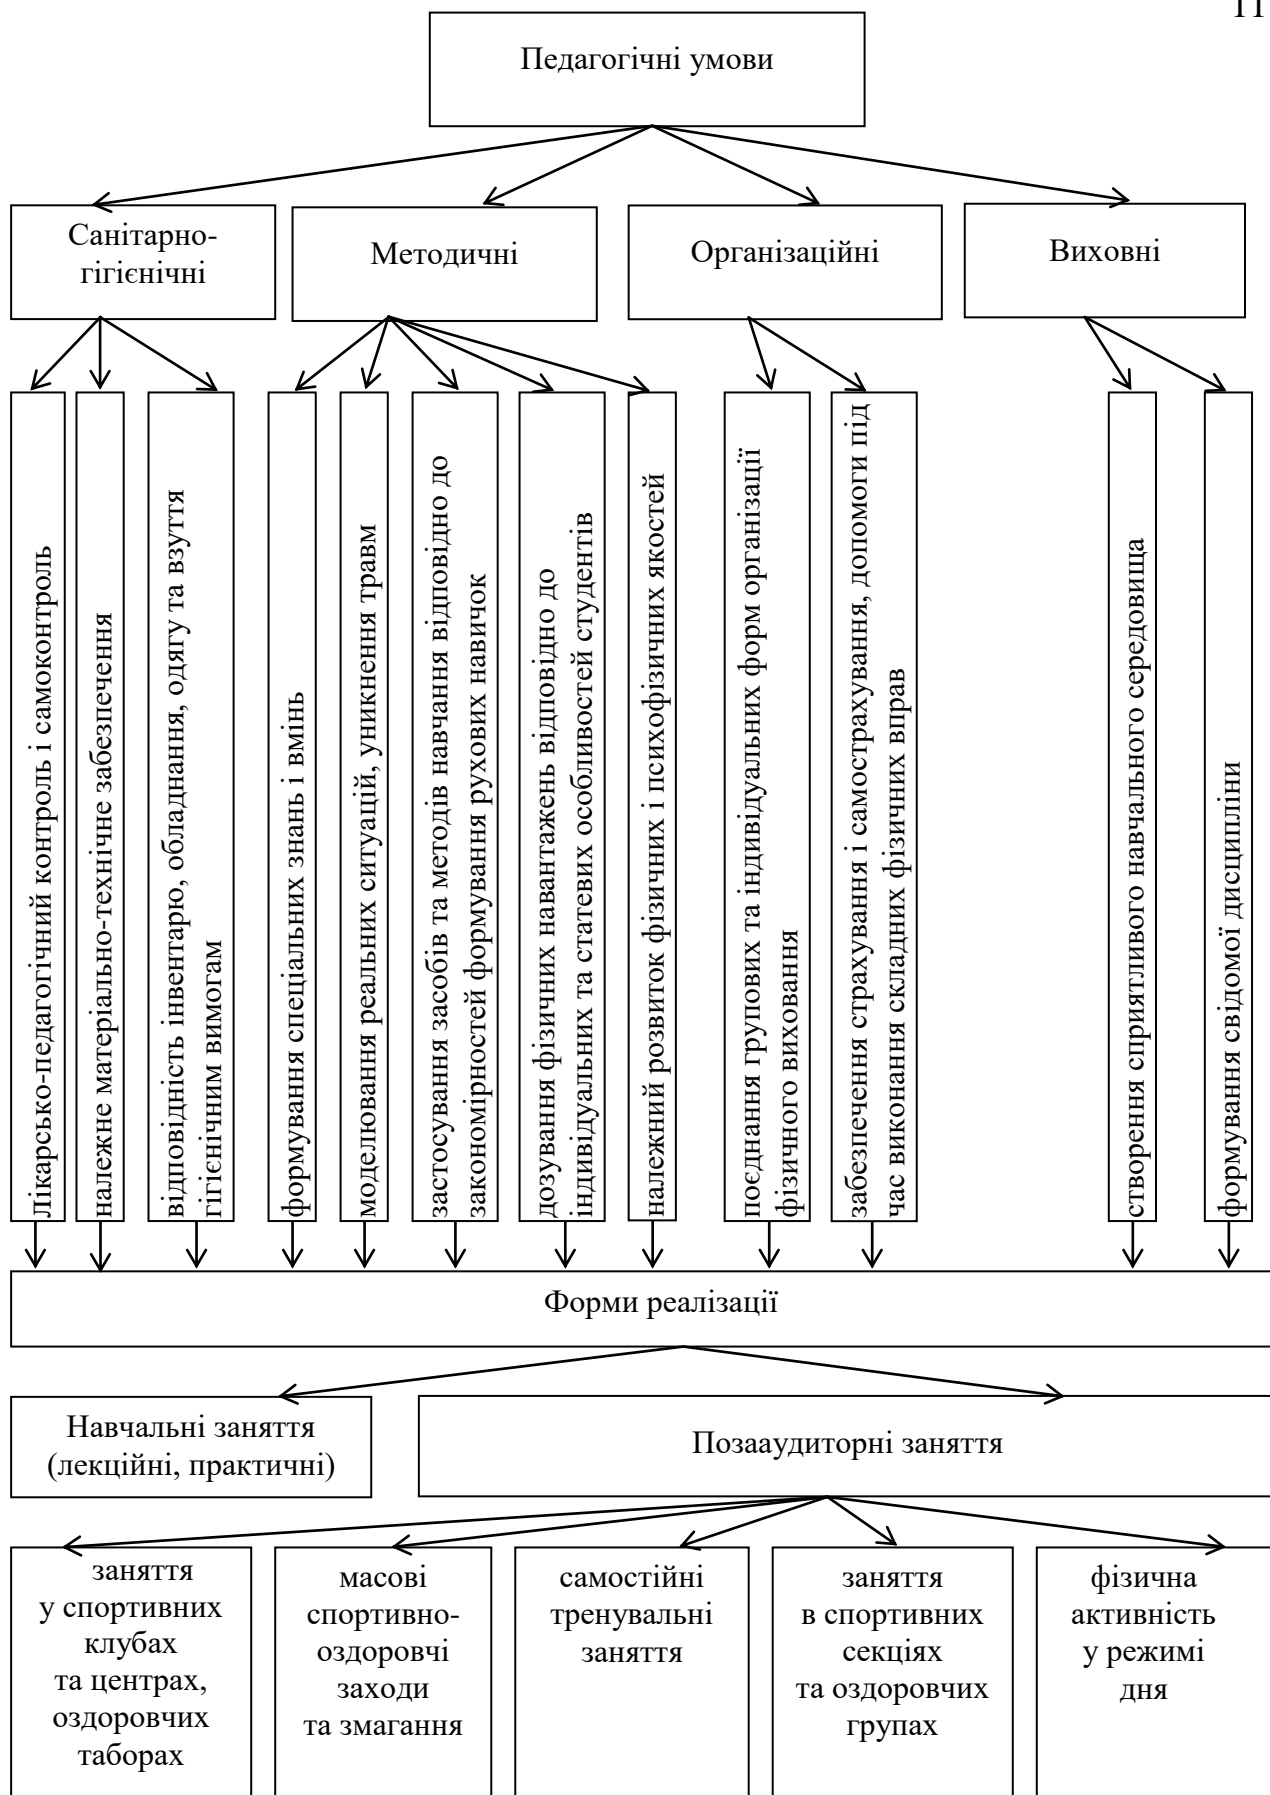 11
Педагогічні умови
Санітарно-
гігієнічні
Методичні
Організаційні
Виховні
Лікарсько-педагогічний контроль і самоконтроль
належне матеріально-технічне забезпечення
відповідність інвентарю, обладнання, одягу та взуття
гігієнічним вимогам
формування спеціальних знань і вмінь
моделювання реальних ситуацій, уникнення травм
застосування засобів та методів навчання відповідно до
закономірностей формування рухових навичок
дозування фізичних навантажень відповідно до
індивідуальних та статевих особливостей студентів
належний розвиток фізичних і психофізичних якостей
поєднання групових та індивідуальних форм організації
фізичного виховання
забезпечення страхування і самострахування, допомоги під
час виконання складних фізичних вправ
створення сприятливого навчального середовища
формування свідомої дисципліни
Форми реалізації
Навчальні заняття
(лекційні, практичні)
Позааудиторні заняття
заняття
у спортивних
клубах
та центрах,
оздоровчих
таборах
масові
спортивно-
оздоровчі
заходи
та змагання
самостійні
тренувальні
заняття
заняття
в спортивних
секціях
та оздоровчих
групах
фізична
активність
у режимі
дня